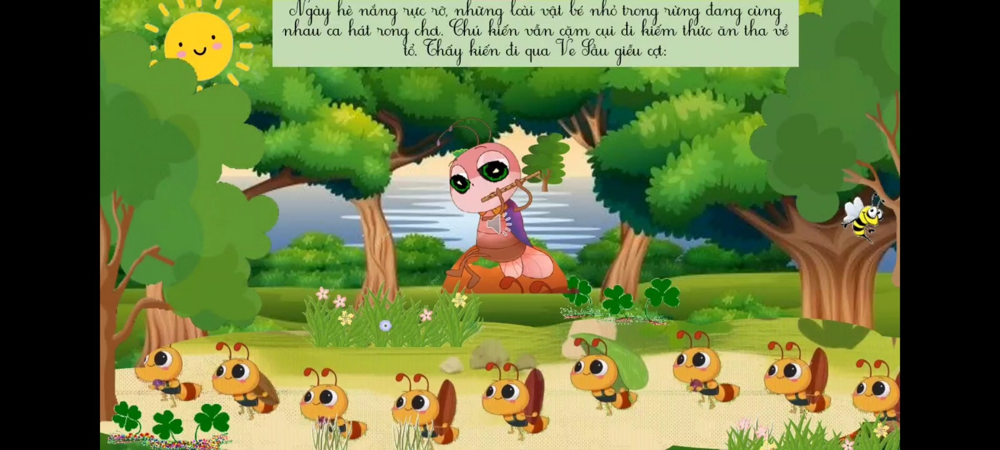 Ngày hè nắng rực rỡ, những loài vật bé nhỏ trong rừng đang cùng
nhau ca hát rong chơi. Chú kiến vẫn cặm cụi đi kiếm thức ăn tha về
tổ. Thấy kiến đi qua Ve Sầu giễu cợt: